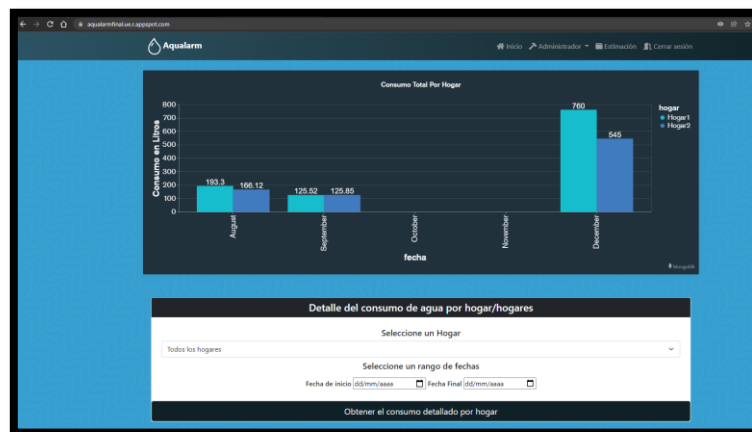 aqualarmfinal.ue.r.appspot.com
Aqualarm
Inicio Administrador Estimación Cerrar sesión
Consumo Total Por Hogar
Consumo en Litros
800
700
600
500
400
300
200
100
0
193.3 166.12 125.52 125.85 760 545
August September October November December
fecha
hogar
Hogar1
Hogar2
MongoDB
Detalle del consumo de agua por hogar/hogares
Seleccione un Hogar
Todos los hogares
Seleccione un rango de fechas
Fecha de inicio dd/mm/aaaa Fecha Final dd/mm/aaaa
Obtener el consumo detallado por hogar